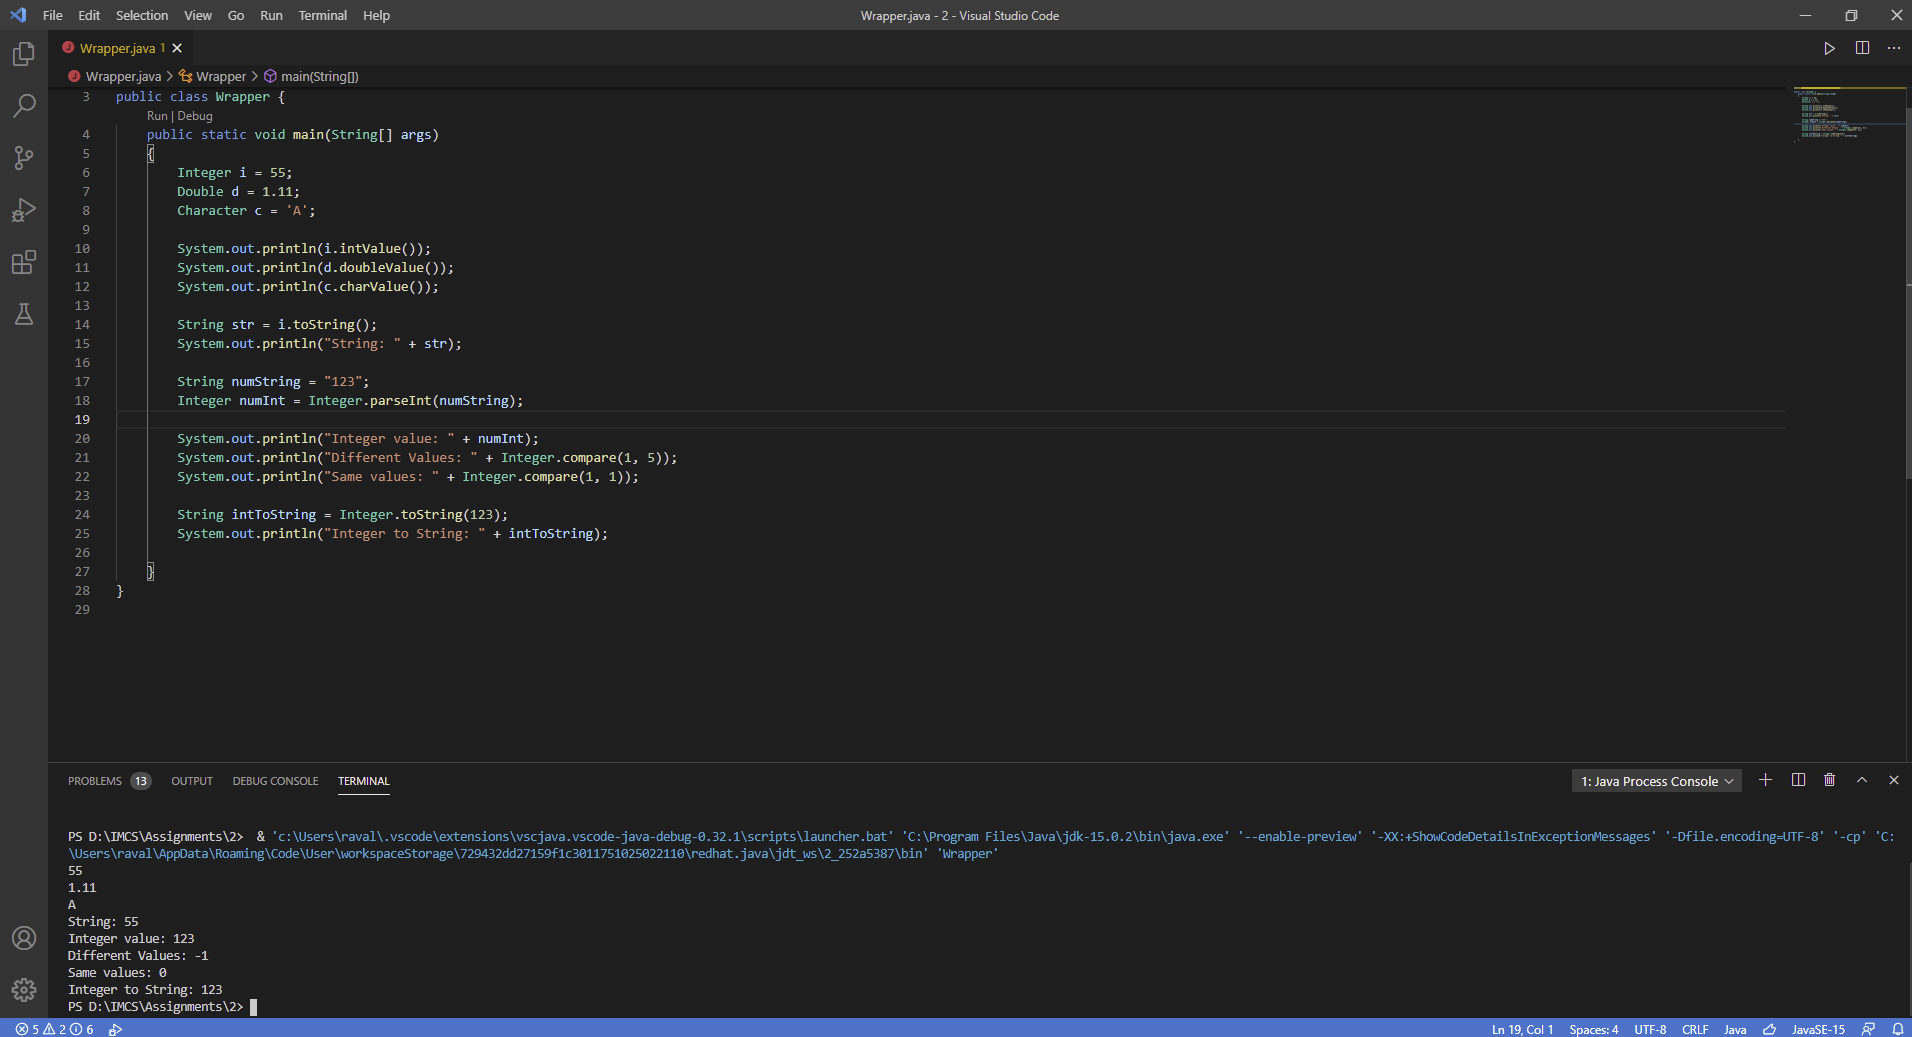 File Edit Selection View Go Run Terminal Help
Wrapper.java - 2 - Visual Studio Code
Wrapper.java 1
Wrapper.java > Wrapper > main(String[])
3 public class Wrapper {
Run | Debug
4 public static void main(String[] args)
5 {
6 Integer i = 55;
7 Double d = 1.11;
8 Character c = 'A';
9
10 System.out.println(i.intValue());
11 System.out.println(d.doubleValue());
12 System.out.println(c.charValue());
13
14 String str = i.toString();
15 System.out.println("String: " + str);
16
17 String numString = "123";
18 Integer numInt = Integer.parseInt(numString);
19
20 System.out.println("Integer value: " + numInt);
21 System.out.println("Different Values: " + Integer.compare(1, 5));
22 System.out.println("Same values: " + Integer.compare(1, 1));
23
24 String intToString = Integer.toString(123);
25 System.out.println("Integer to String: " + intToString);
26
27 }
28 }
29
PROBLEMS 13 OUTPUT DEBUG CONSOLE TERMINAL
1: Java Process Console
PS D:\IMCS\Assignments\2>  & 'c:\Users\raval\.vscode\extensions\vscjava.vscode-java-debug-0.32.1\scripts\launcher.bat' 'C:\Program Files\Java\jdk-15.0.2\bin\java.exe' '--enable-preview' '-XX:+ShowCodeDetailsInExceptionMessages' '-Dfile.encoding=UTF-8' '-cp' 'C:
\Users\raval\AppData\Roaming\Code\User\workspaceStorage\729432dd27159f1c3011751025022110\redhat.java\jdt_ws\2_252a5387\bin' 'Wrapper'
55
1.11
A
String: 55
Integer value: 123
Different Values: -1
Same values: 0
Integer to String: 123
PS D:\IMCS\Assignments\2>
5 2 6
Ln 19, Col 1 Spaces: 4 UTF-8 CRLF Java JavaSE-15